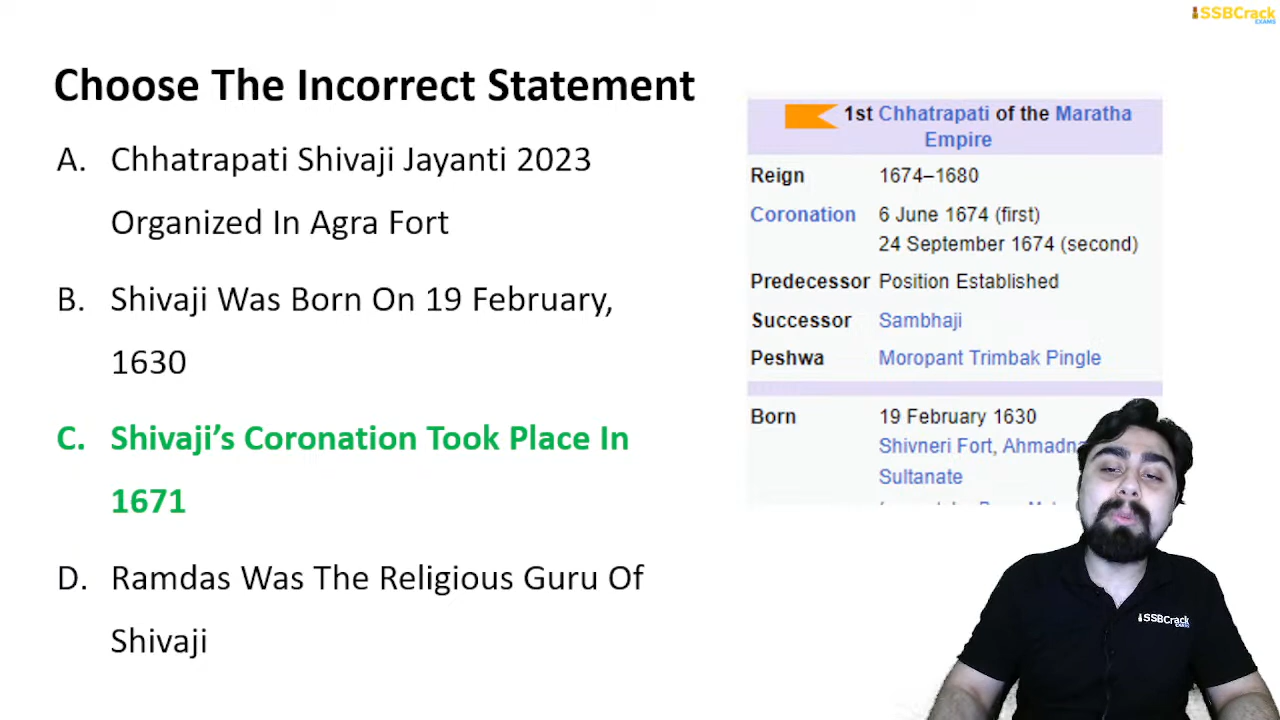 SSBCrack
EXAMS
Choose The Incorrect Statement
A. Chhatrapati Shivaji Jayanti 2023
Organized In Agra Fort
B. Shivaji Was Born On 19 February,
1630
C. Shivaji’s Coronation Took Place In
1671
D. Ramdas Was The Religious Guru Of
Shivaji
1st Chhatrapati of the Maratha
Empire
Reign 1674–1680
Coronation 6 June 1674 (first)
24 September 1674 (second)
Predecessor Position Established
Successor Sambhaji
Peshwa Moropant Trimbak Pingle
Born 19 February 1630
Shivneri Fort,
Sultanate
SSBCrack
EXAMS